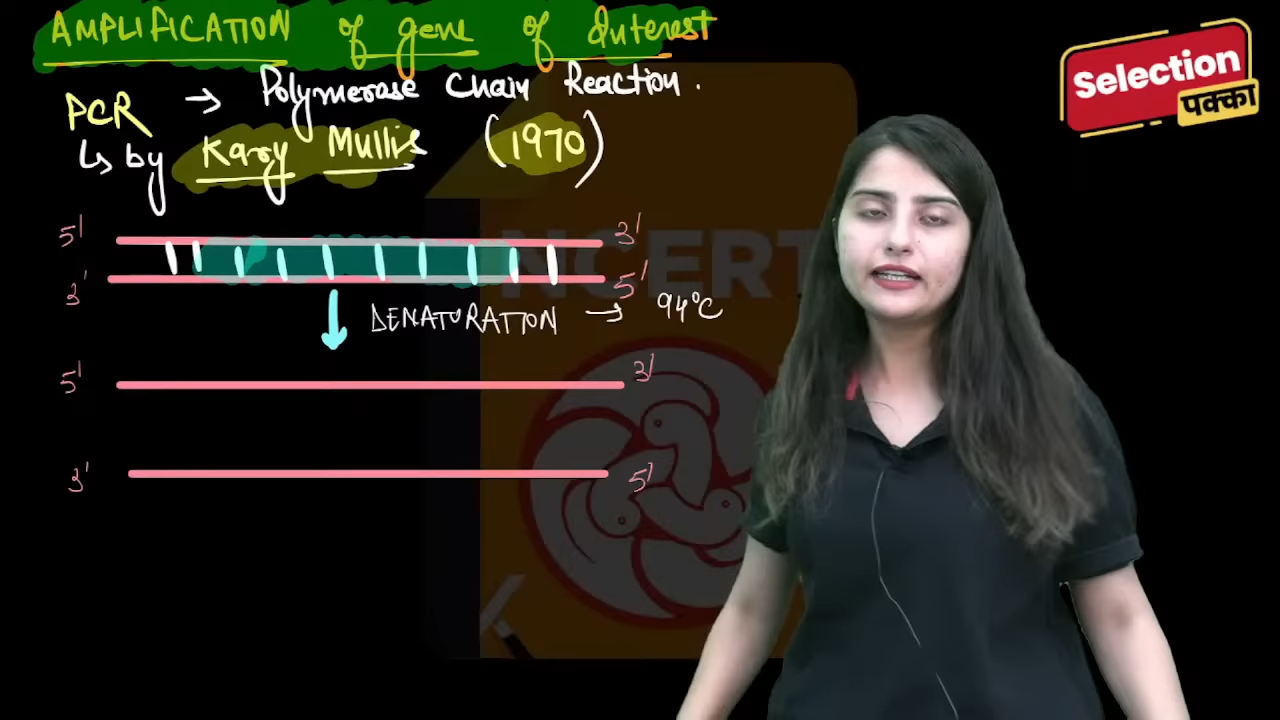 AMPLIFICATION of gene of Interest
PCR → Polymerase Chain Reaction.
↳ by Kary Mullis (1970)
5' 3'
3' 5'
DENATURATION → 94°C
5' 3'
3' 5'
NCERT
Selection
पक्का